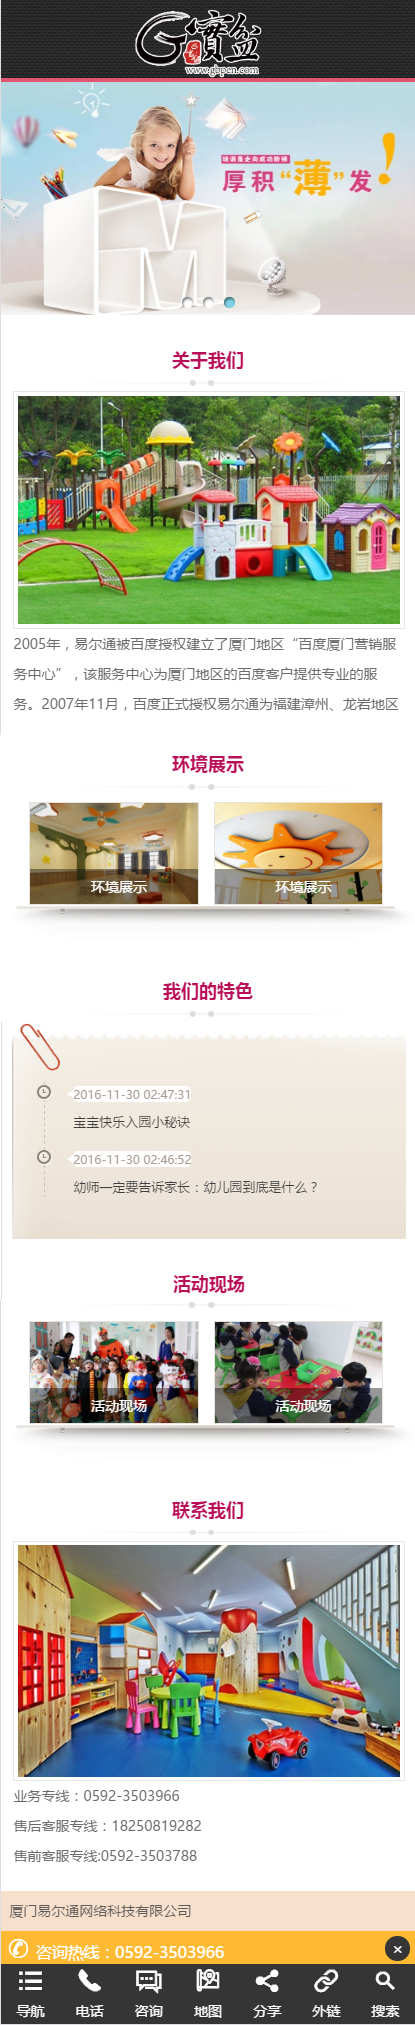 G寶盆
www.gbpen.com
培训是走向成功阶梯
厚积“薄”发!
关于我们
2005年，易尔通被百度授权建立了厦门地区“百度厦门营销服
务中心”，该服务中心为厦门地区的百度客户提供专业的服
务。2007年11月，百度正式授权易尔通为福建漳州、龙岩地区
环境展示
环境展示
环境展示
我们的特色
2016-11-30 02:47:31
宝宝快乐入园小秘诀
2016-11-30 02:46:52
幼师一定要告诉家长：幼儿园到底是什么？
活动现场
活动现场
活动现场
联系我们
业务专线：0592-3503966
售后客服专线：18250819282
售前客服专线:0592-3503788
厦门易尔通网络科技有限公司
咨询热线：0592-3503966
×
导航 电话 咨询 地图 分享 外链 搜索